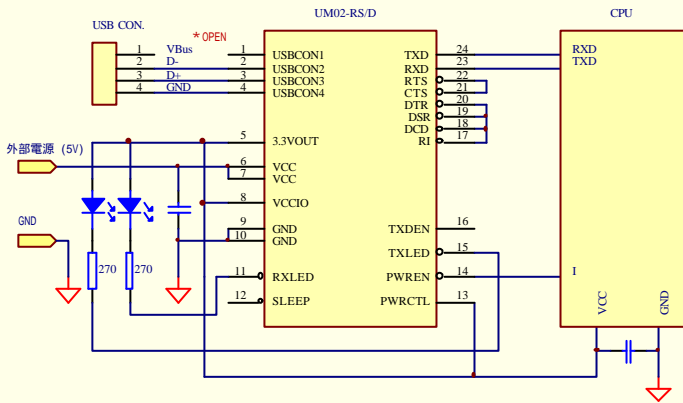 UM02-RS/D
CPU
USB CON.
* OPEN
1 VBus 1 USBCON1 TXD 24 RXD
2 D- 2 USBCON2 RXD 23 TXD
3 D+ 3 USBCON3 RTS 22
4 GND 4 USBCON4 CTS 21
DTR 20
DSR 19
DCD 18
5 3.3VOUT RI 17
外部電源 (5V)
6 VCC
7 VCC
8 VCCIO
GND
9 GND TXDEN 16
10 GND
TXLED 15
270 270 11 RXLED PWREN 14 I
12 SLEEP PWRCTL 13
VCC GND